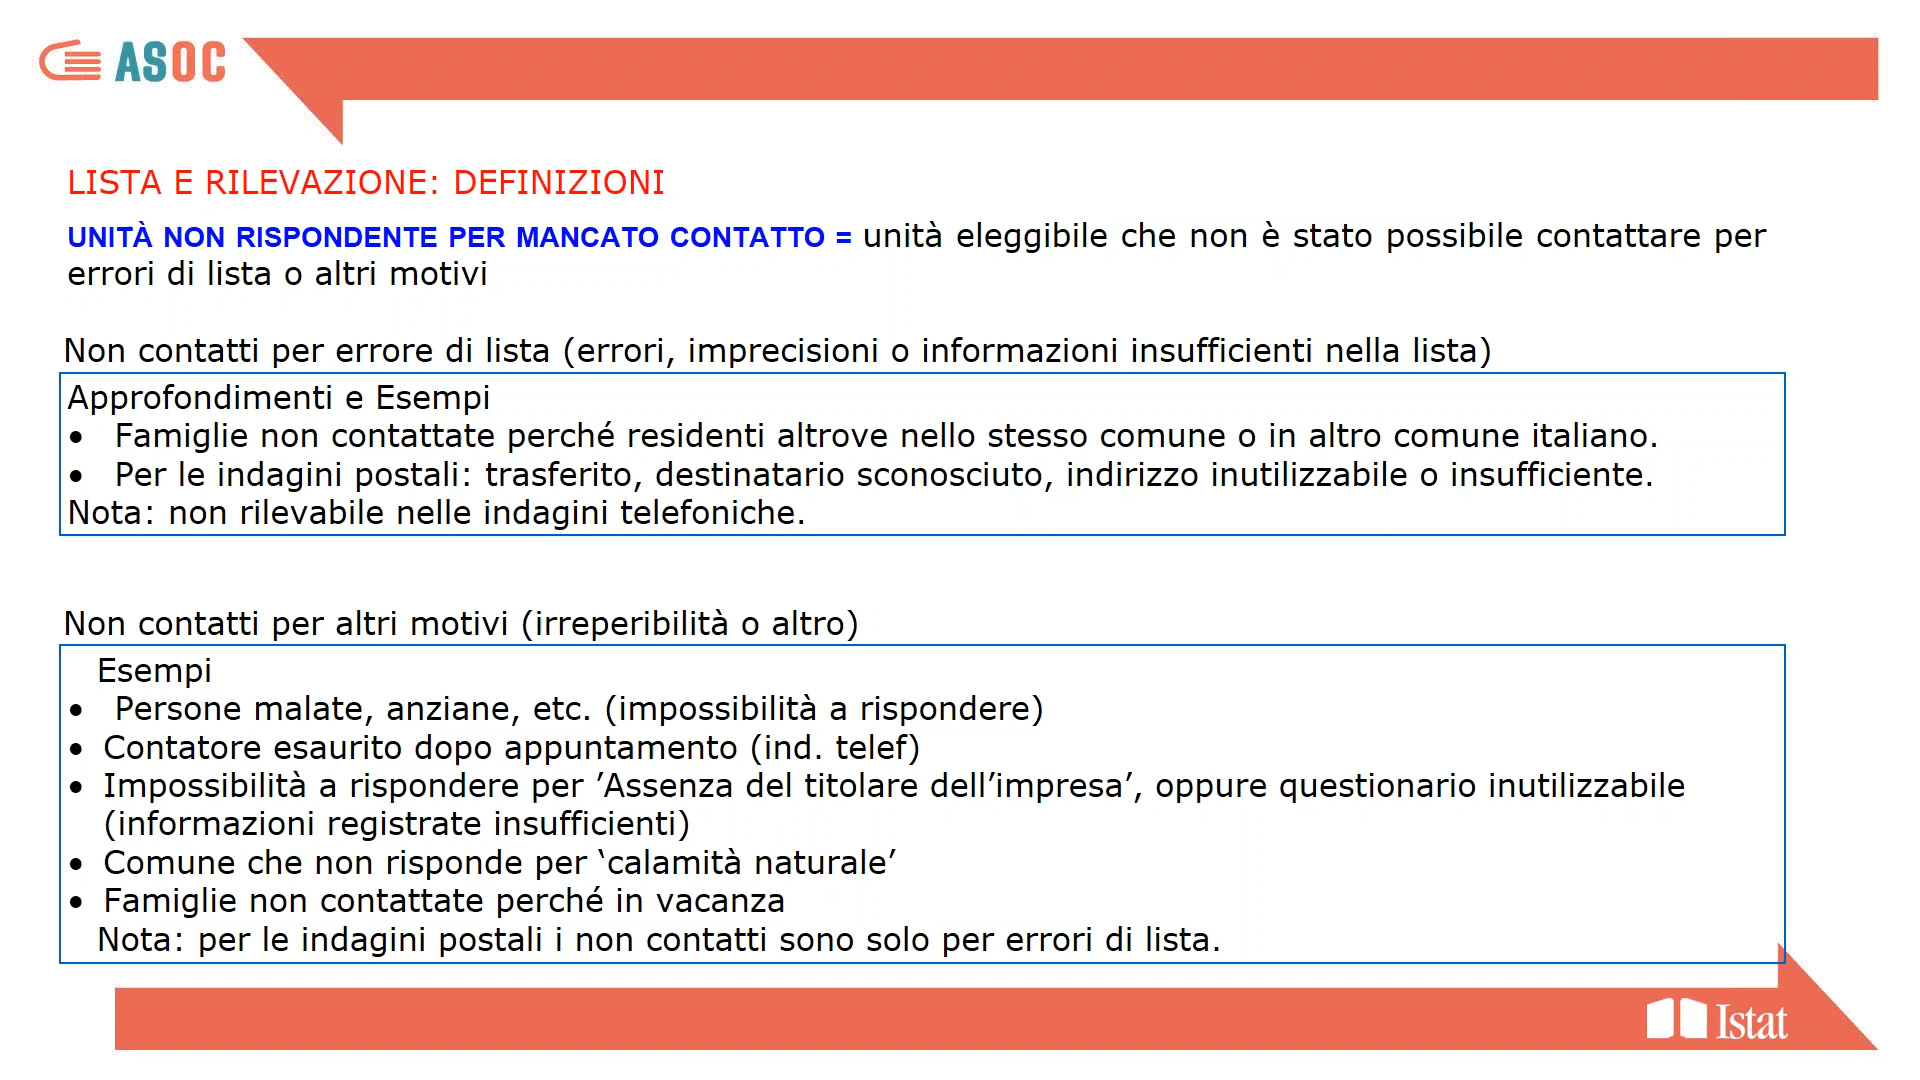 ASOC
LISTA E RILEVAZIONE: DEFINIZIONI
UNITÀ NON RISPONDENTE PER MANCATO CONTATTO = unità eleggibile che non è stato possibile contattare per
errori di lista o altri motivi
Non contatti per errore di lista (errori, imprecisioni o informazioni insufficienti nella lista)
Approfondimenti e Esempi
• Famiglie non contattate perché residenti altrove nello stesso comune o in altro comune italiano.
• Per le indagini postali: trasferito, destinatario sconosciuto, indirizzo inutilizzabile o insufficiente.
Nota: non rilevabile nelle indagini telefoniche.
Non contatti per altri motivi (irreperibilità o altro)
Esempi
• Persone malate, anziane, etc. (impossibilità a rispondere)
• Contatore esaurito dopo appuntamento (ind. telef)
• Impossibilità a rispondere per ’Assenza del titolare dell’impresa’, oppure questionario inutilizzabile
(informazioni registrate insufficienti)
• Comune che non risponde per ‘calamità naturale’
• Famiglie non contattate perché in vacanza
Nota: per le indagini postali i non contatti sono solo per errori di lista.
Istat